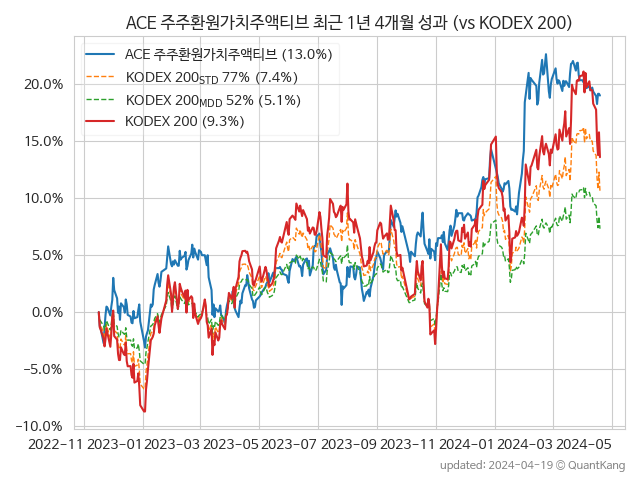 ACE 주주환원가치주액티브 최근 1년 4개월 성과 (vs KODEX 200)
ACE 주주환원가치주액티브 (13.0%)
KODEX 200STD 77% (7.4%)
KODEX 200MDD 52% (5.1%)
KODEX 200 (9.3%)
20.0%
15.0%
10.0%
5.0%
0.0%
−5.0%
−10.0%
2022-11 2023-01 2023-03 2023-05 2023-07 2023-09 2023-11 2024-01 2024-03 2024-05
updated: 2024-04-19 © QuantKang